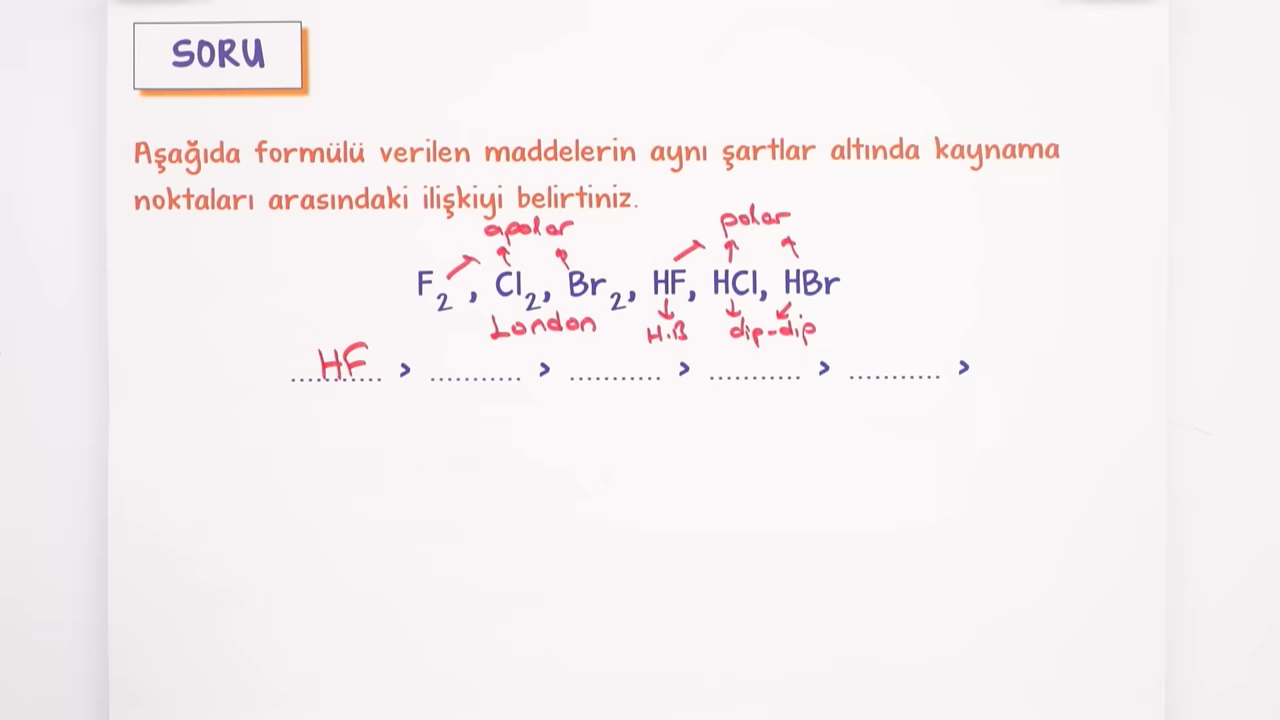 SORU
Aşağıda formülü verilen maddelerin aynı şartlar altında kaynama
noktaları arasındaki ilişkiyi belirtiniz.
apolar polar
F₂, Cl₂, Br₂, HF, HCl, HBr
London H.B dip-dip
HF > ........... > ........... > ........... > ........... >